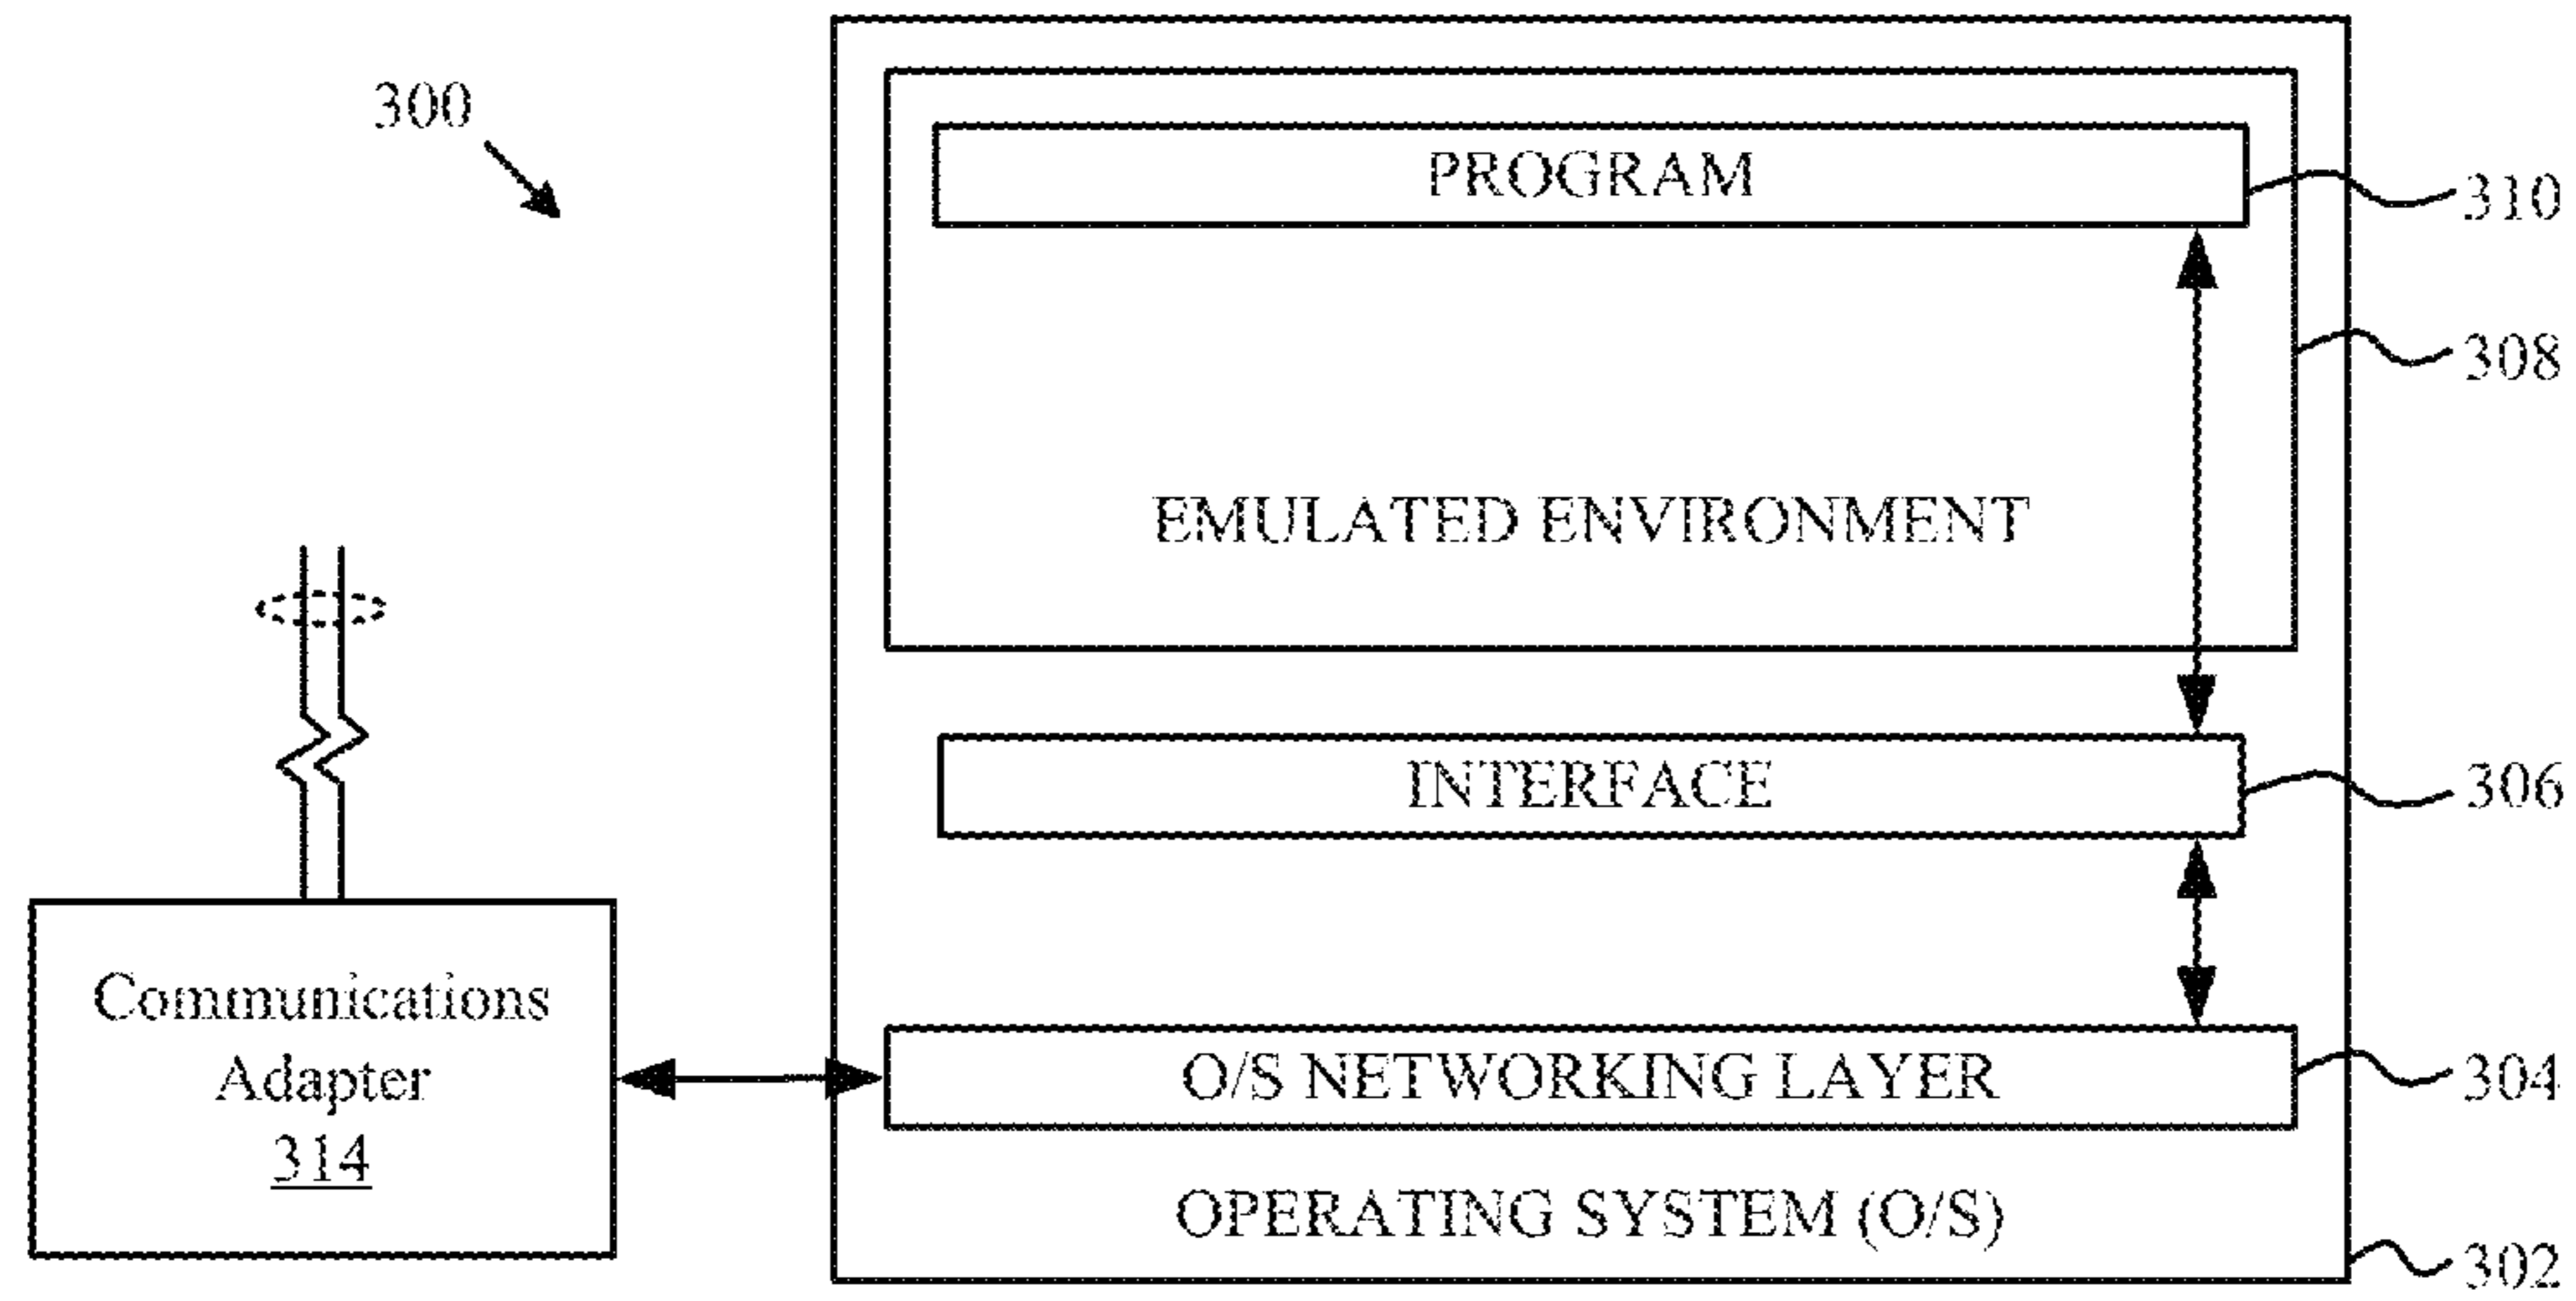 300
PROGRAM
310
308
EMULATED ENVIRONMENT
INTERFACE
306
Communications
Adapter
314
O/S NETWORKING LAYER
304
OPERATING SYSTEM (O/S)
302